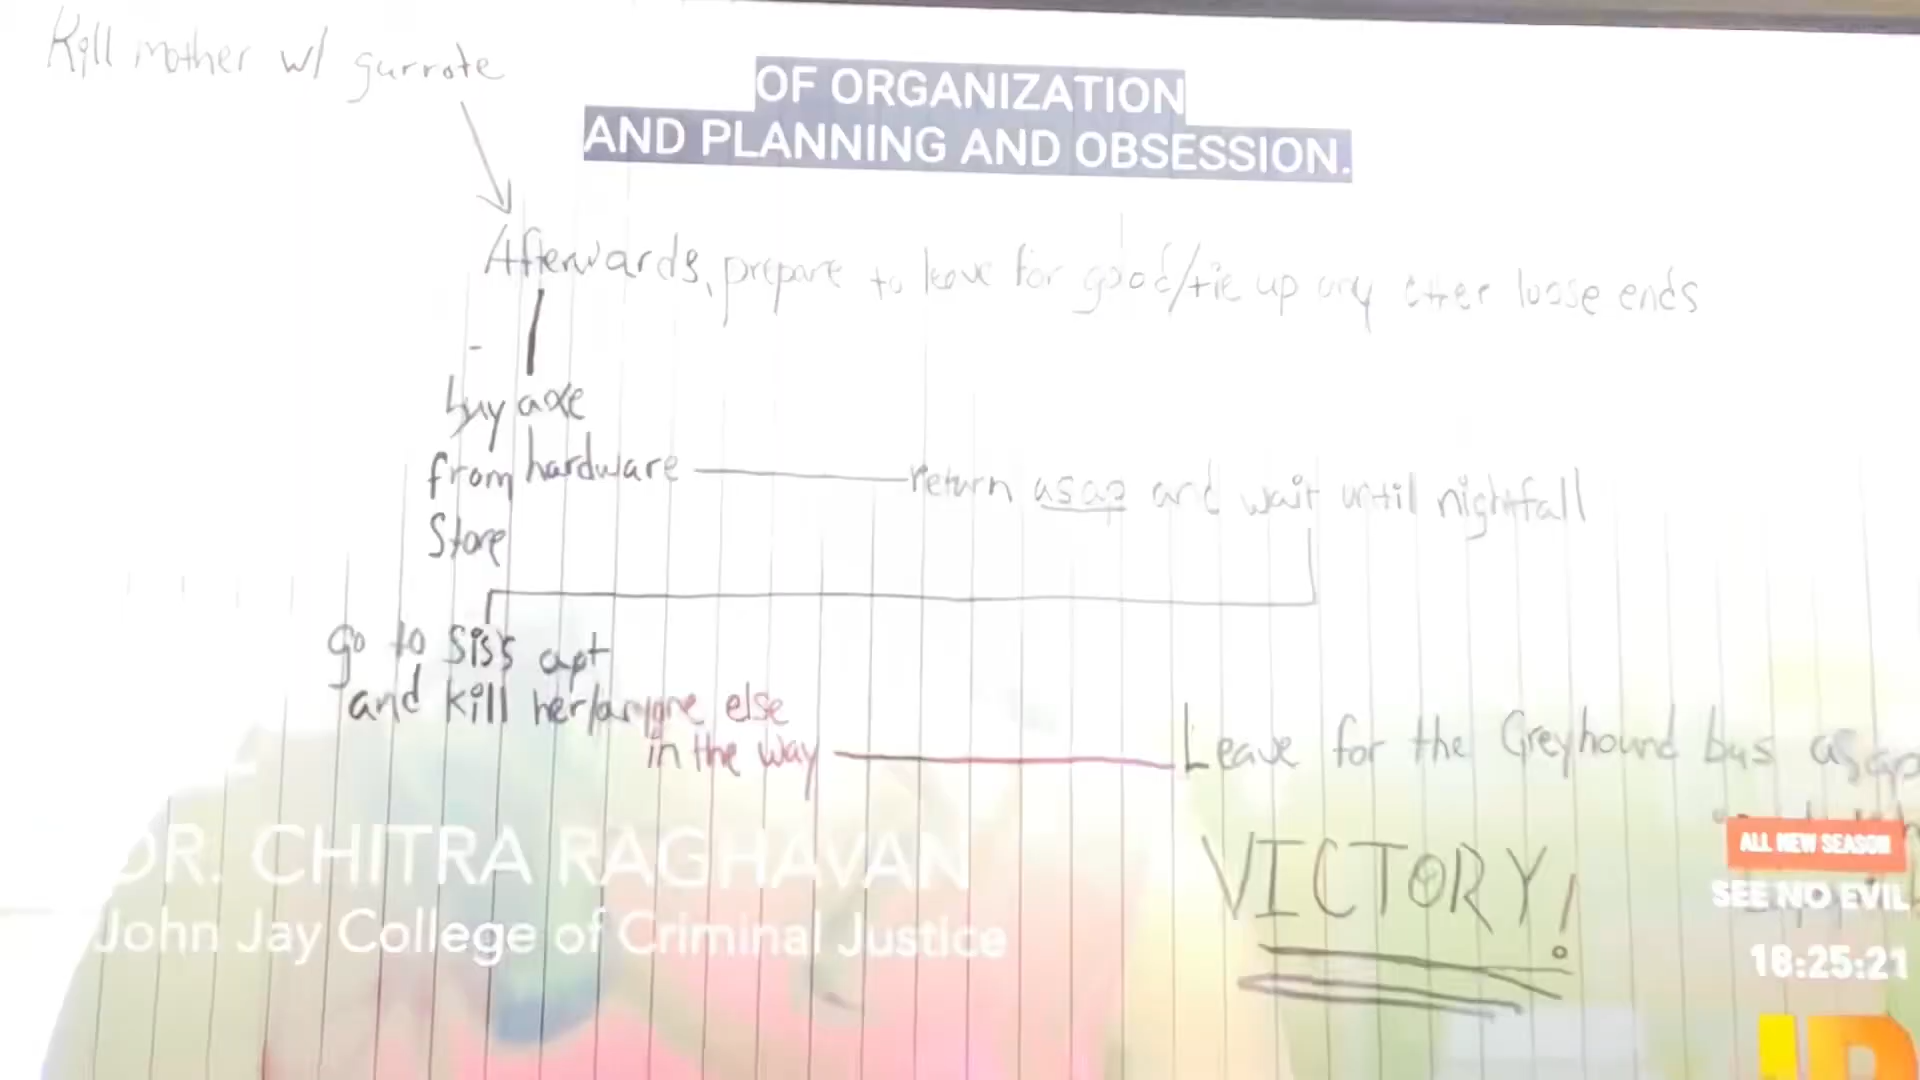 Kill mother w/ gurrote
OF ORGANIZATION
AND PLANNING AND OBSESSION.
Afterwards, prepare to leave for good/tie up any other loose ends
buy axe
from hardware
Store
return asap and wait until nightfall
go to Sis's apt
and kill her/anyone else
in the way
Leave for the Greyhound bus asap
VICTORY!
DR. CHITRA RAGHAVAN
John Jay College of Criminal Justice
ALL NEW SEASON
SEE NO EVIL
18:25:21
ID